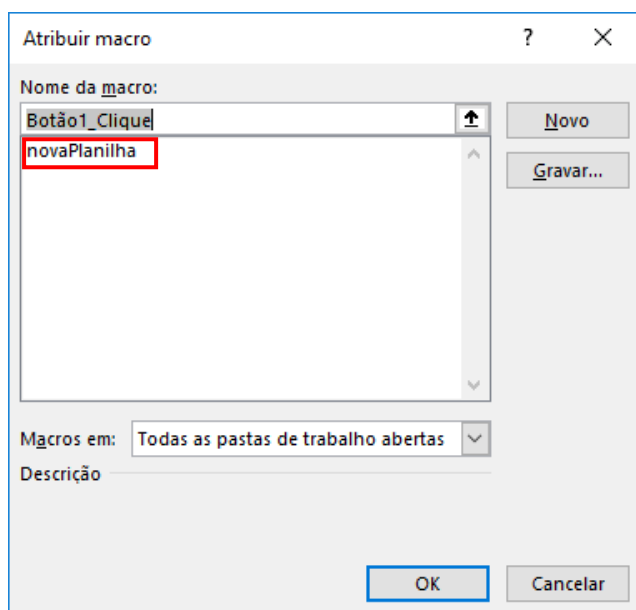 Atribuir macro ?
Nome da macro:
Botão1_Clique
Novo
novaPlanilha
Gravar...
Macros em: Todas as pastas de trabalho abertas
Descrição
OK Cancelar